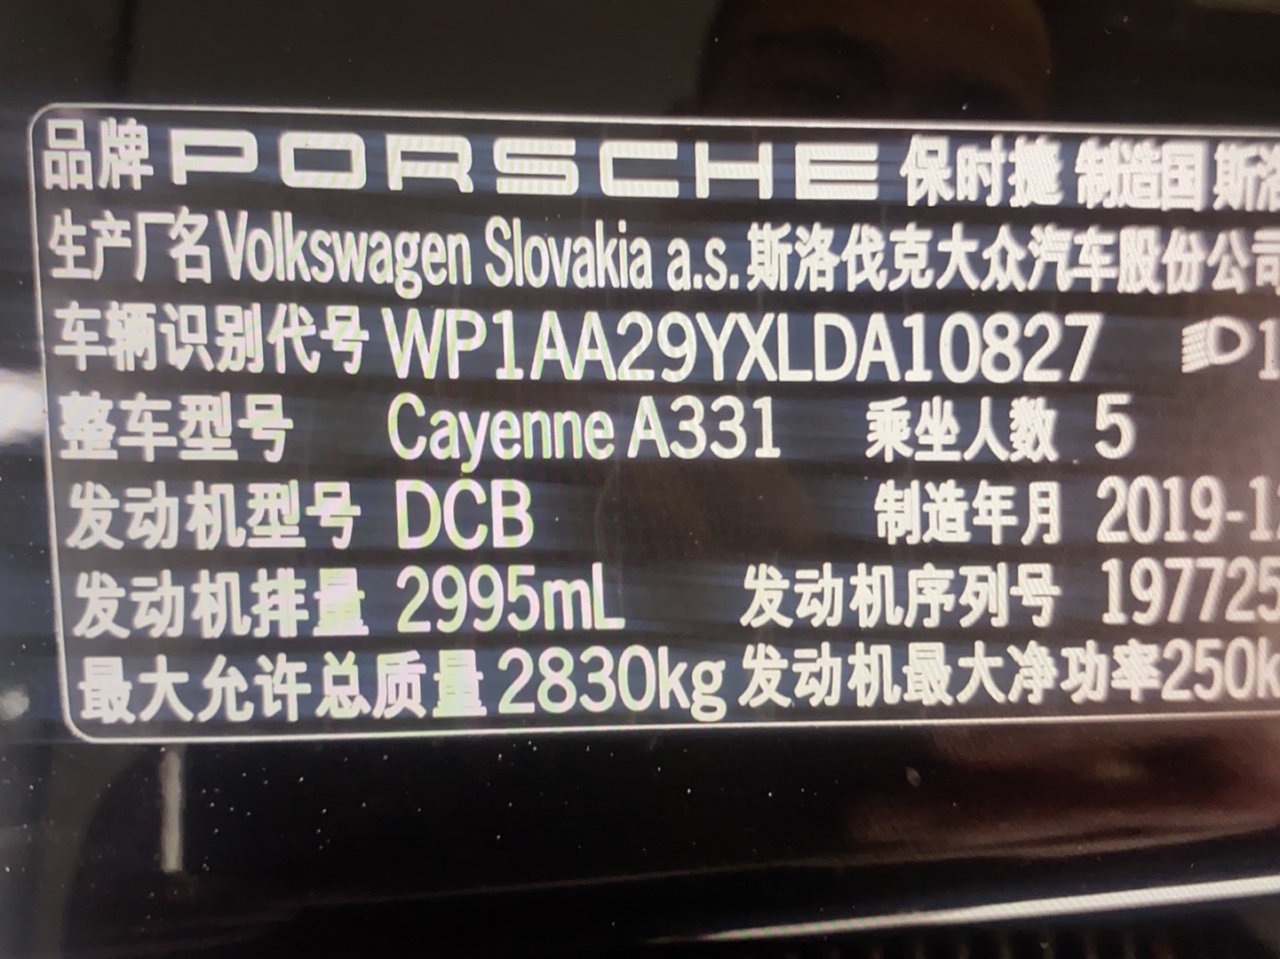 品牌 PORSCHE 保时捷 制造国 斯洛
生产厂名 Volkswagen Slovakia a.s. 斯洛伐克大众汽车股份公司
车辆识别代号 WP1AA29YXLDA10827 1
整车型号 Cayenne A331 乘坐人数 5
发动机型号 DCB 制造年月 2019-1
发动机排量 2995mL 发动机序列号 197725
最大允许总质量 2830kg 发动机最大净功率 250k